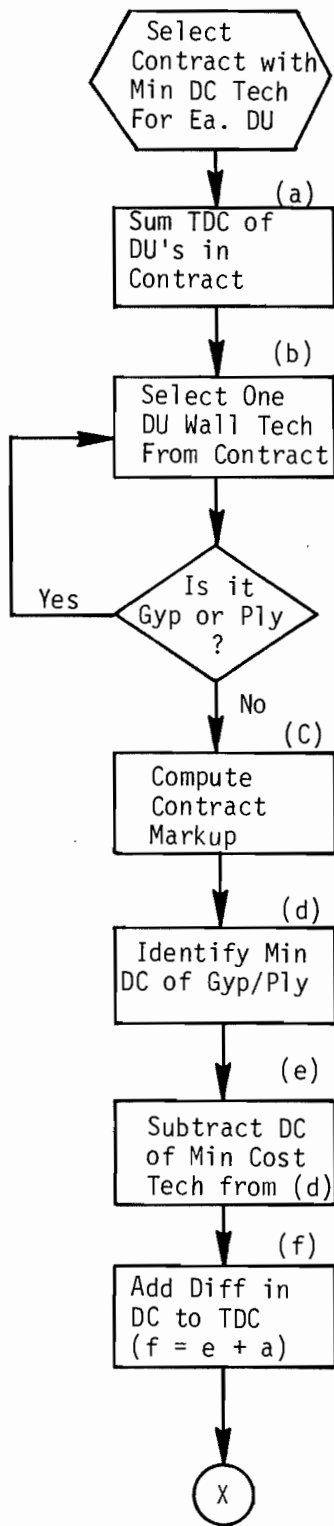 Select
Contract with
Min DC Tech
For Ea. DU
(a)
Sum TDC of
DU's in
Contract
(b)
Select One
DU Wall Tech
From Contract
Is it
Gyp or Ply
?
Yes
No
(C)
Compute
Contract
Markup
(d)
Identify Min
DC of Gyp/Ply
(e)
Subtract DC
of Min Cost
Tech from (d)
(f)
Add Diff in
DC to TDC
(f = e + a)
X